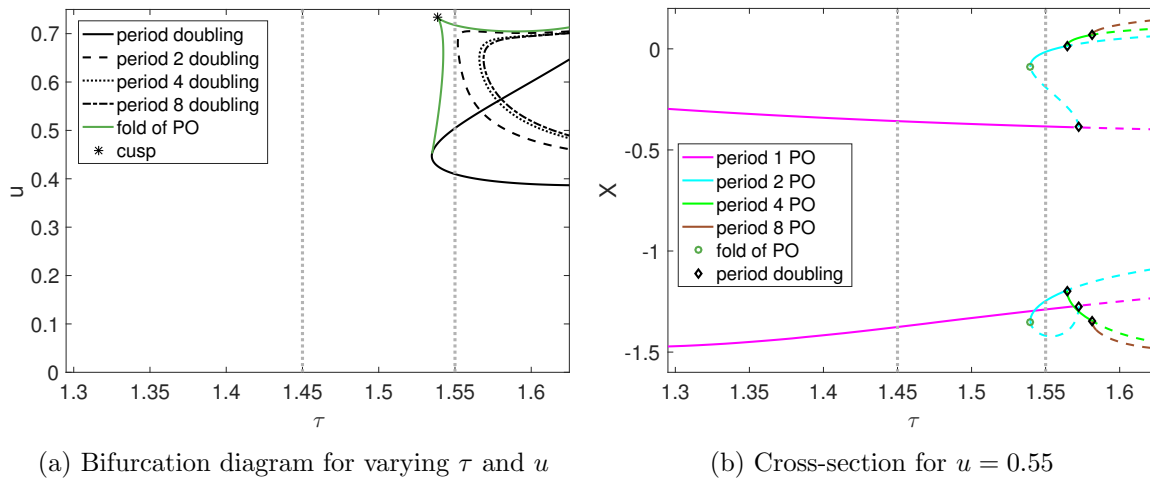 u
0.7
0.6
0.5
0.4
0.3
0.2
0.1
0
1.3
1.35
1.4
1.45
1.5
1.55
1.6
τ
period doubling
period 2 doubling
period 4 doubling
period 8 doubling
fold of PO
cusp
(a) Bifurcation diagram for varying τ and u
X
0
-0.5
-1
-1.5
1.3
1.35
1.4
1.45
1.5
1.55
1.6
τ
period 1 PO
period 2 PO
period 4 PO
period 8 PO
fold of PO
period doubling
(b) Cross-section for u = 0.55